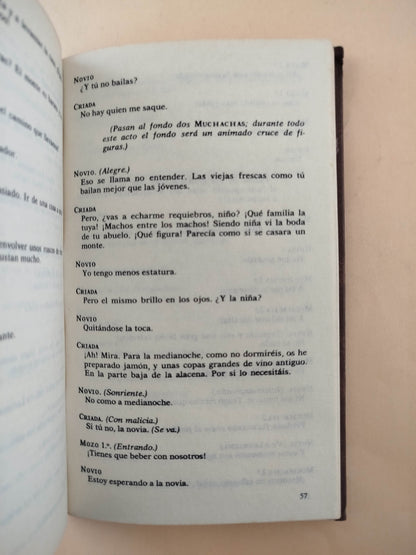 NOVIO
¿Y tú no bailas?
CRIADA
No hay quien me saque.
(Pasan al fondo dos MUCHACHAS; durante todo
este acto el fondo será un animado cruce de fi-
guras.)
NOVIO. (Alegre.)
Eso se llama no entender. Las viejas frescas como tú
bailan mejor que las jóvenes.
CRIADA
Pero, ¿vas a echarme requiebros, niño? ¡Qué familia la
tuya! ¡Machos entre los machos! Siendo niña vi la boda
de tu abuelo. ¡Qué figura! Parecía como si se casara un
monte.
NOVIO
Yo tengo menos estatura.
CRIADA
Pero el mismo brillo en los ojos. ¿Y la niña?
NOVIO
Quitándose la toca.
CRIADA
¡Ah! Mira. Para la medianoche, como no dormiréis, os he
preparado jamón, y unas copas grandes de vino antiguo.
En la parte baja de la alacena. Por si lo necesitáis.
NOVIO. (Sonriente.)
No como a medianoche.
CRIADA. (Con malicia.)
Si tú no, la novia. (Se va.)
MOZO 1.º (Entrando.)
¡Tienes que beber con nosotros!
NOVIO
Estoy esperando a la novia.
57